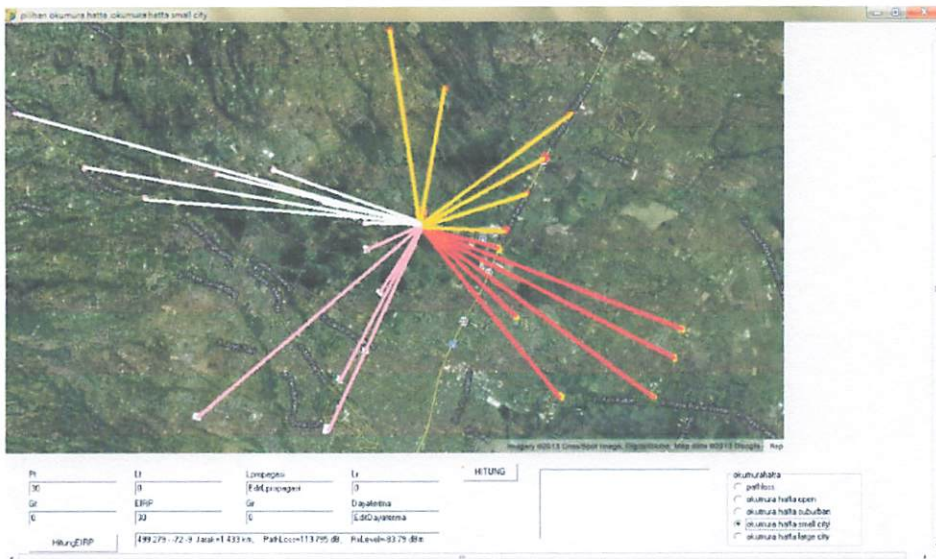 pilihan okumura hatta :okumura hatta small city
Imagery ©2013 DigitalGlobe, Map data ©2013 Google
Pt Lt Lpropagasi Lr HITUNG
30 0 EditLpropagasi 0
Gt EIRP Gr Dayaterima
0 30 0 EditDayaterima
HitungEIRP
okumurahatta
pathloss
okumura hatta open
okumura hatta suburban
okumura hatta small city
okumura hatta large city